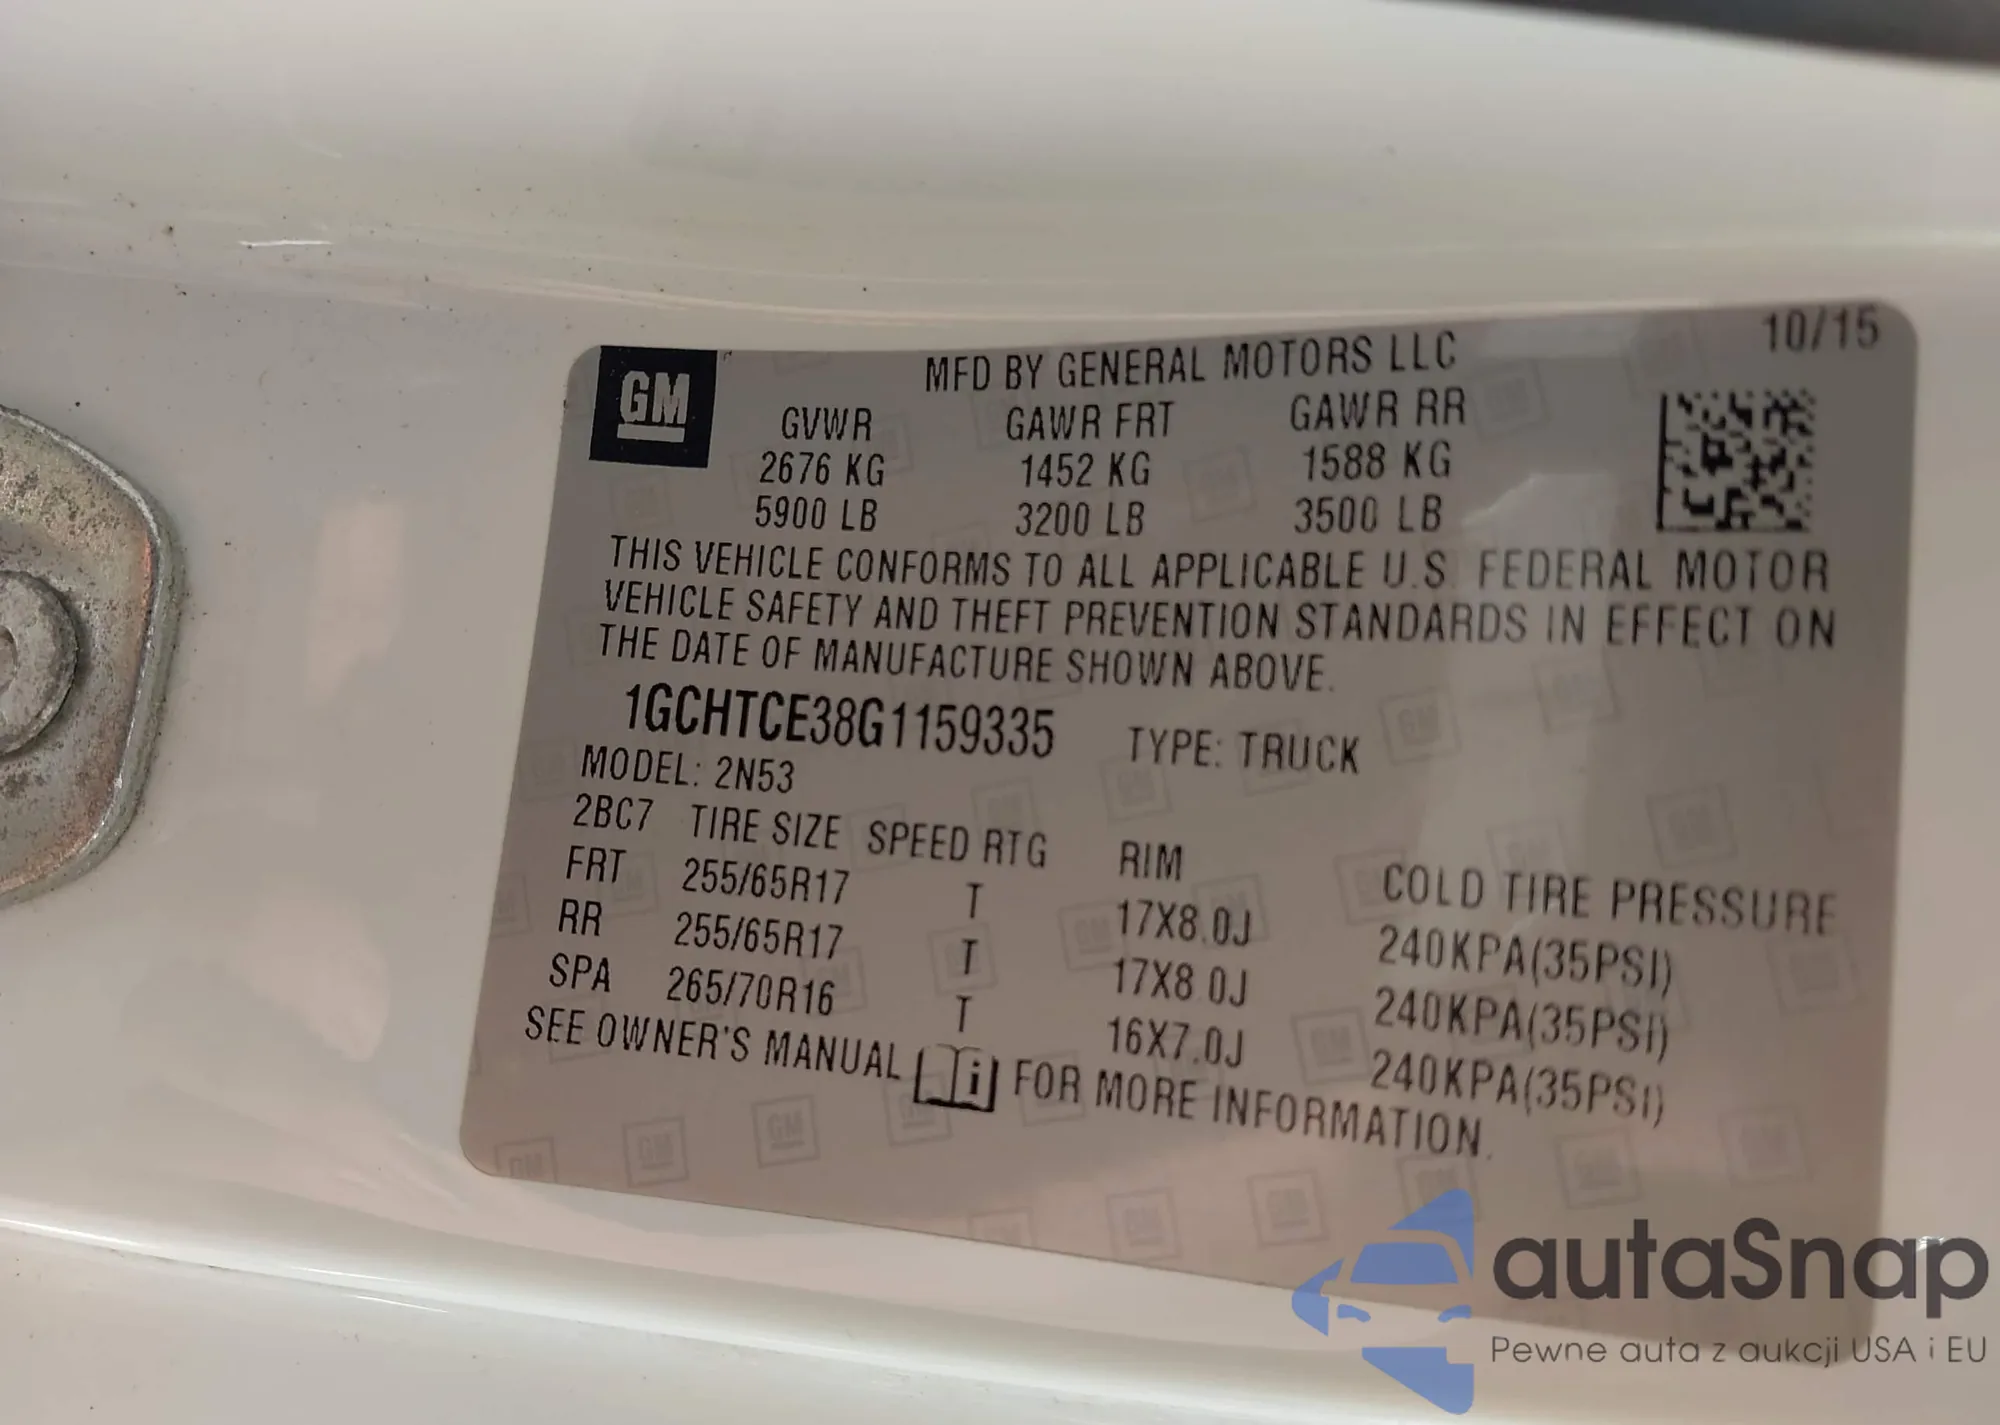 10/15
GM MFD BY GENERAL MOTORS LLC
GVWR GAWR FRT GAWR RR
2676 KG 1452 KG 1588 KG
5900 LB 3200 LB 3500 LB
THIS VEHICLE CONFORMS TO ALL APPLICABLE U.S. FEDERAL MOTOR
VEHICLE SAFETY AND THEFT PREVENTION STANDARDS IN EFFECT ON
THE DATE OF MANUFACTURE SHOWN ABOVE.
1GCHTCE38G1159335 TYPE: TRUCK
MODEL: 2N53
2BC7 TIRE SIZE SPEED RTG RIM COLD TIRE PRESSURE
FRT 255/65R17 T 17X8.0J 240KPA(35PSI)
RR 255/65R17 T 17X8.0J 240KPA(35PSI)
SPA 265/70R16 T 16X7.0J 240KPA(35PSI)
SEE OWNER'S MANUAL i FOR MORE INFORMATION.
autaSnap
Pewne auta z aukcji USA i EU